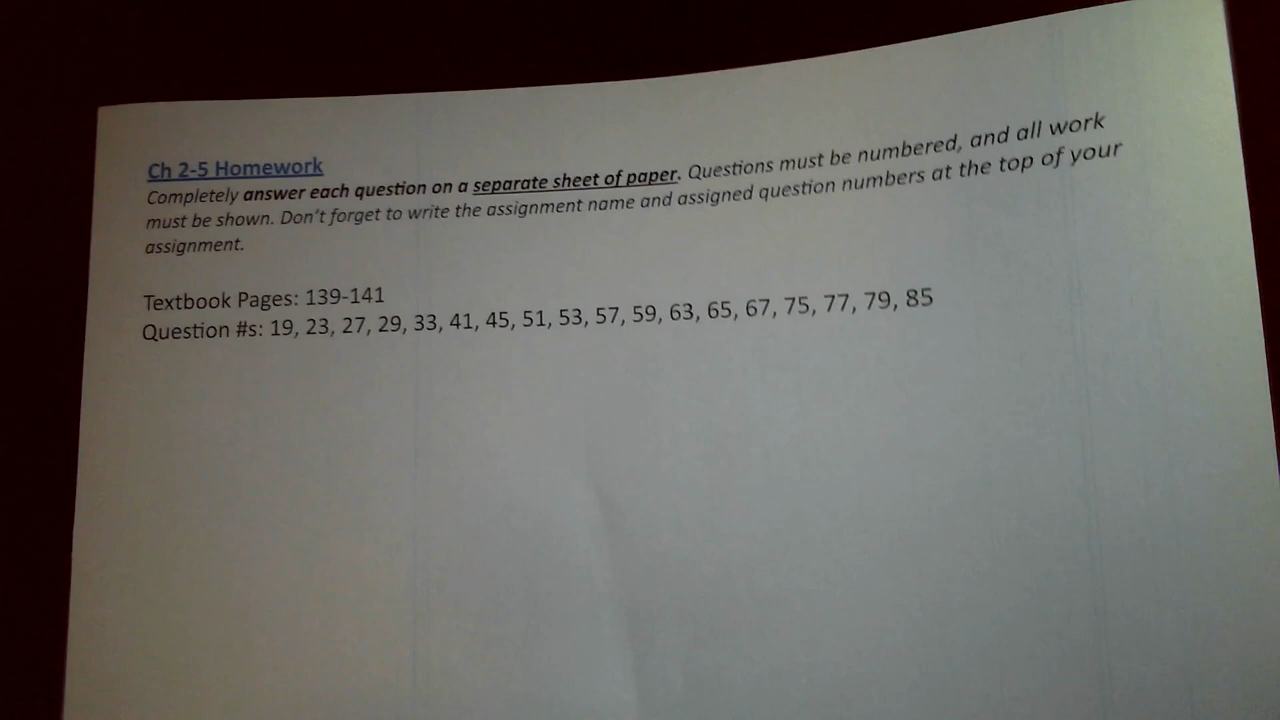 Ch 2-5 Homework
Completely answer each question on a separate sheet of paper. Questions must be numbered, and all work
must be shown. Don't forget to write the assignment name and assigned question numbers at the top of your
assignment.
Textbook Pages: 139-141
Question #s: 19, 23, 27, 29, 33, 41, 45, 51, 53, 57, 59, 63, 65, 67, 75, 77, 79, 85